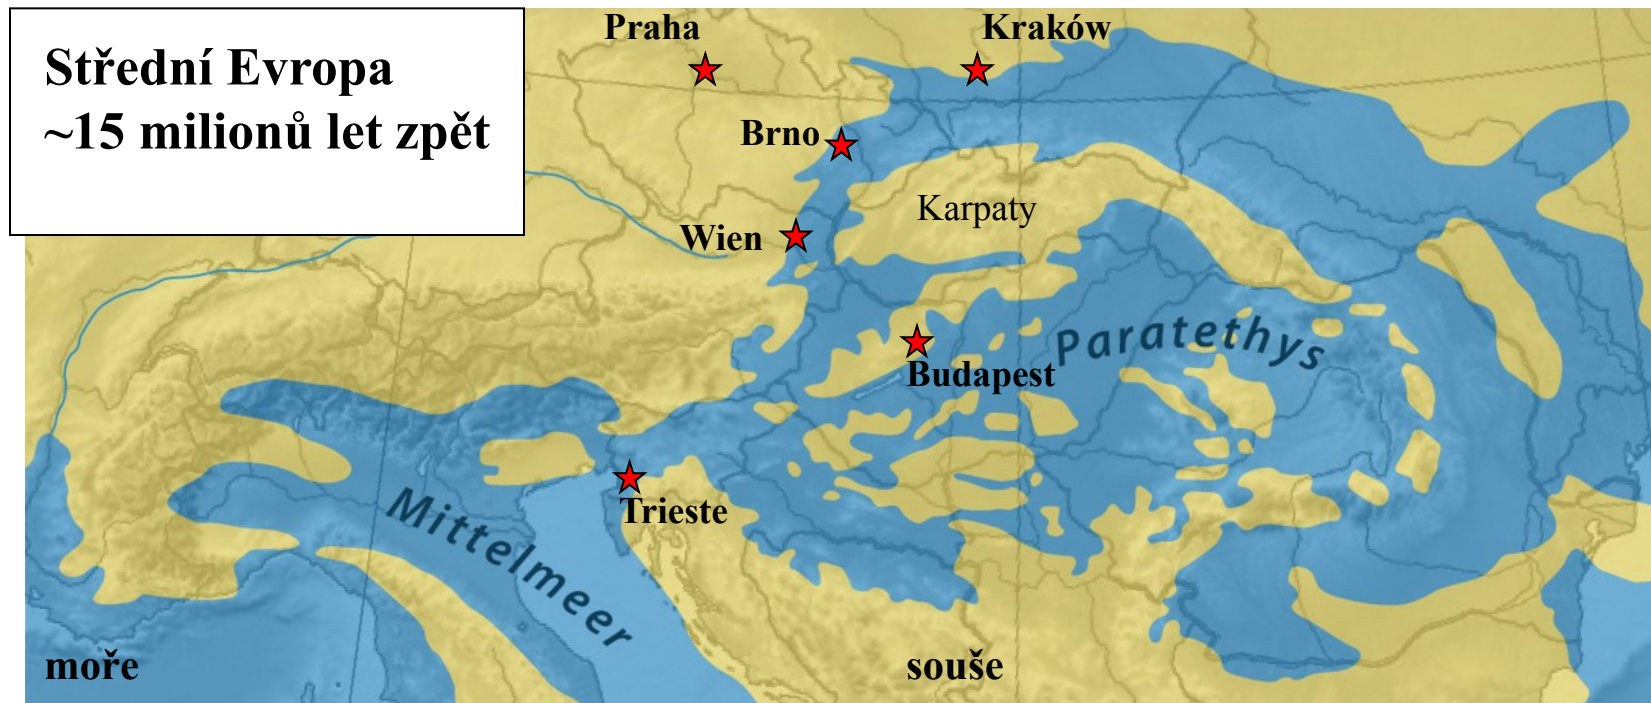 Střední Evropa
~15 milionů let zpět
Praha
Kraków
Brno
Karpaty
Wien
Paratethys
Budapest
Mittelmeer
Trieste
moře
souše